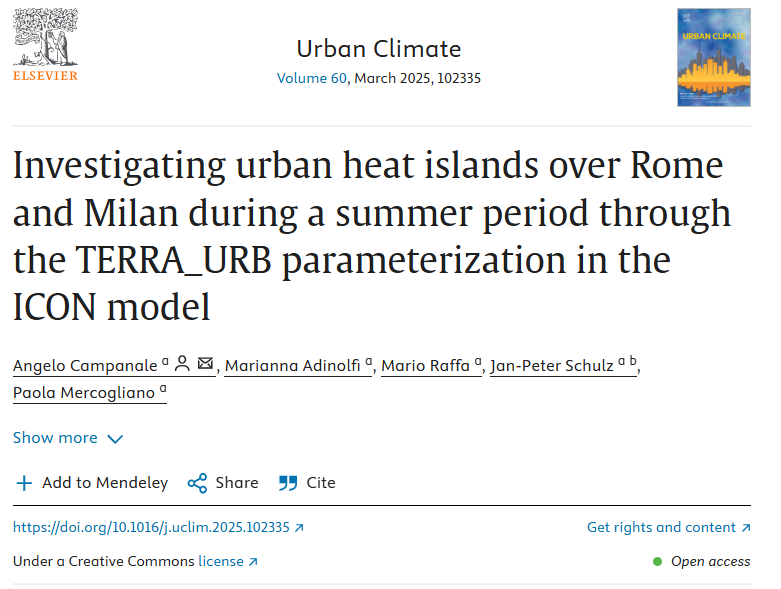 ELSEVIER
Urban Climate
Volume 60, March 2025, 102335
URBAN CLIMATE
Investigating urban heat islands over Rome
and Milan during a summer period through
the TERRA_URB parameterization in the
ICON model
Angelo Campanale a, Marianna Adinolfi a, Mario Raffa a, Jan-Peter Schulz a b,
Paola Mercogliano a
Show more
Add to Mendeley Share Cite
https://doi.org/10.1016/j.uclim.2025.102335 Get rights and content
Under a Creative Commons license Open access